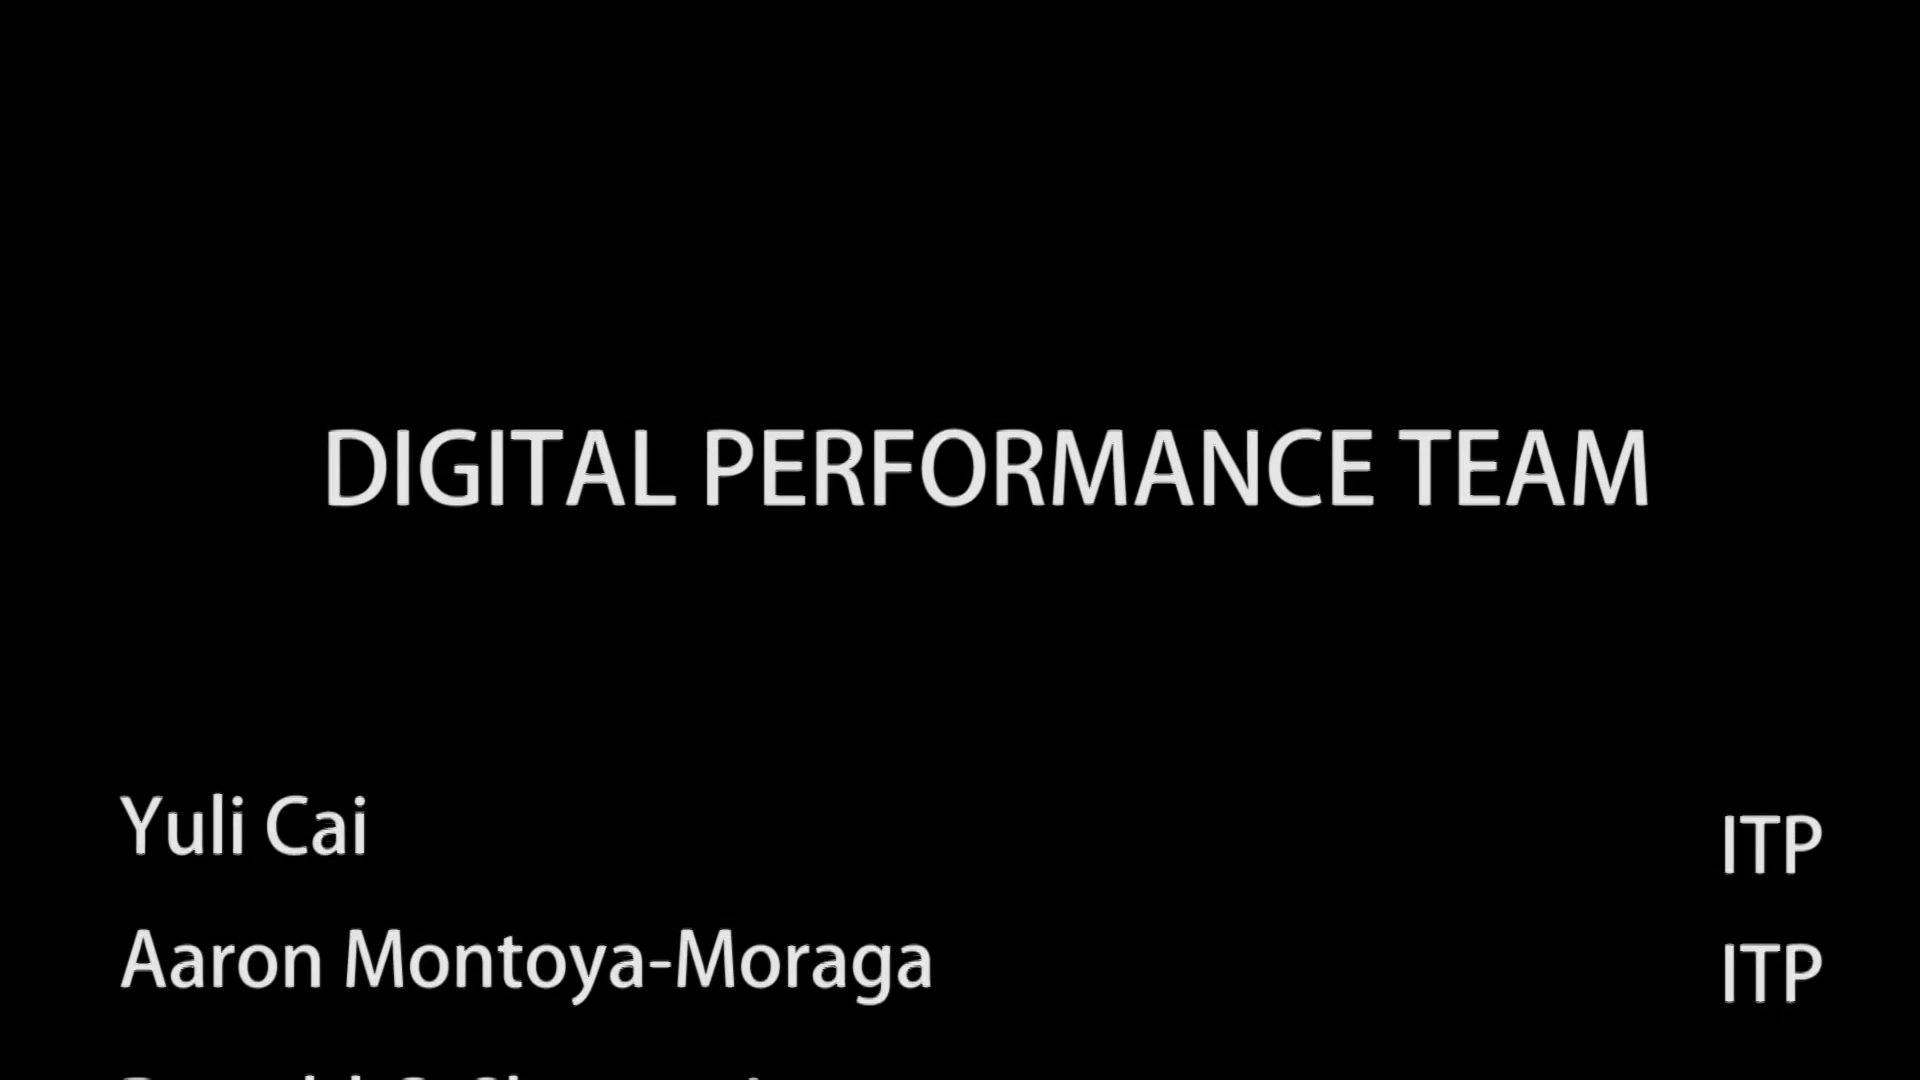 DIGITAL PERFORMANCE TEAM
Yuli Cai ITP
Aaron Montoya-Moraga ITP